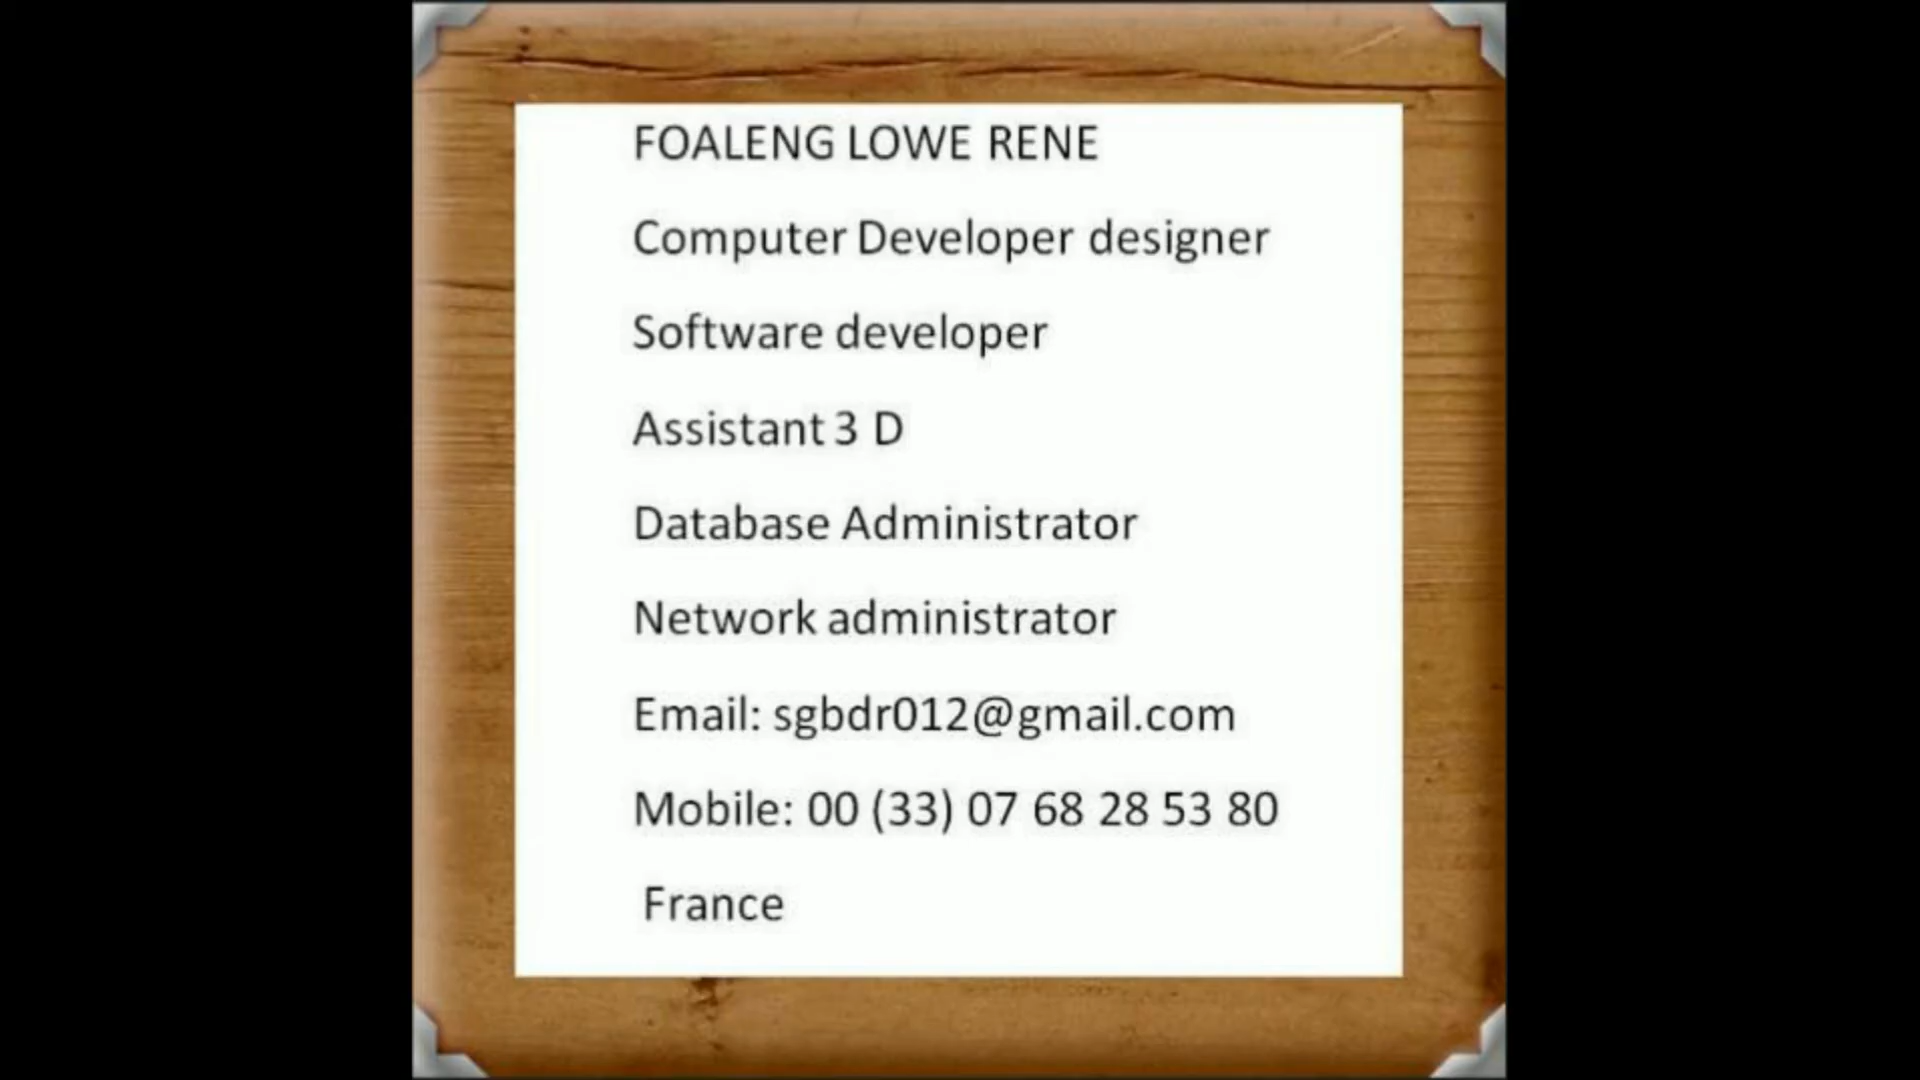 FOALENG LOWE RENE
Computer Developer designer
Software developer
Assistant 3 D
Database Administrator
Network administrator
Email: sgbdr012@gmail.com
Mobile: 00 (33) 07 68 28 53 80
France